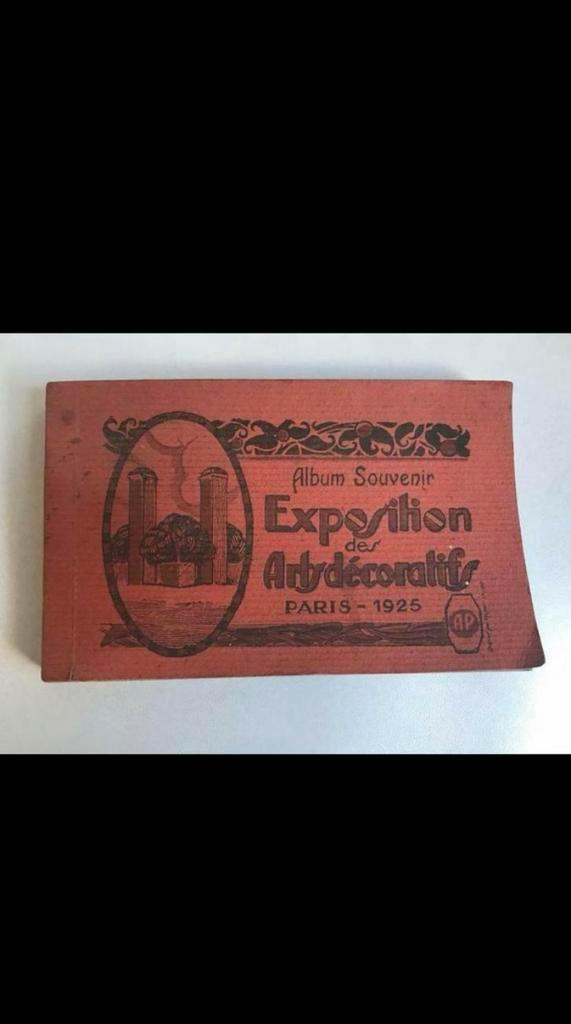 Album Souvenir
Exposition
des
Arts décoratifs
PARIS - 1925
AP